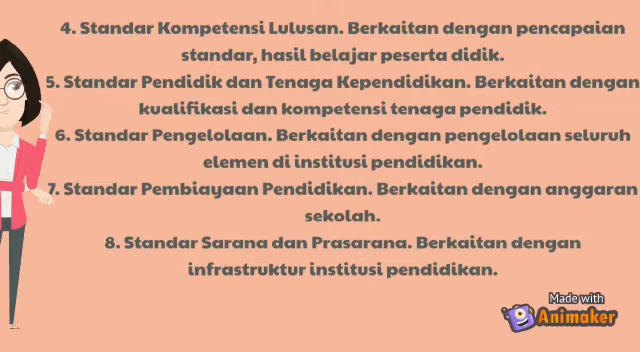 4. Standar Kompetensi Lulusan. Berkaitan dengan pencapaian
standar, hasil belajar peserta didik.
5. Standar Pendidik dan Tenaga Kependidikan. Berkaitan dengan
kualifikasi dan kompetensi tenaga pendidik.
6. Standar Pengelolaan. Berkaitan dengan pengelolaan seluruh
elemen di institusi pendidikan.
7. Standar Pembiayaan Pendidikan. Berkaitan dengan anggaran
sekolah.
8. Standar Sarana dan Prasarana. Berkaitan dengan
infrastruktur institusi pendidikan.
Made with
Animaker